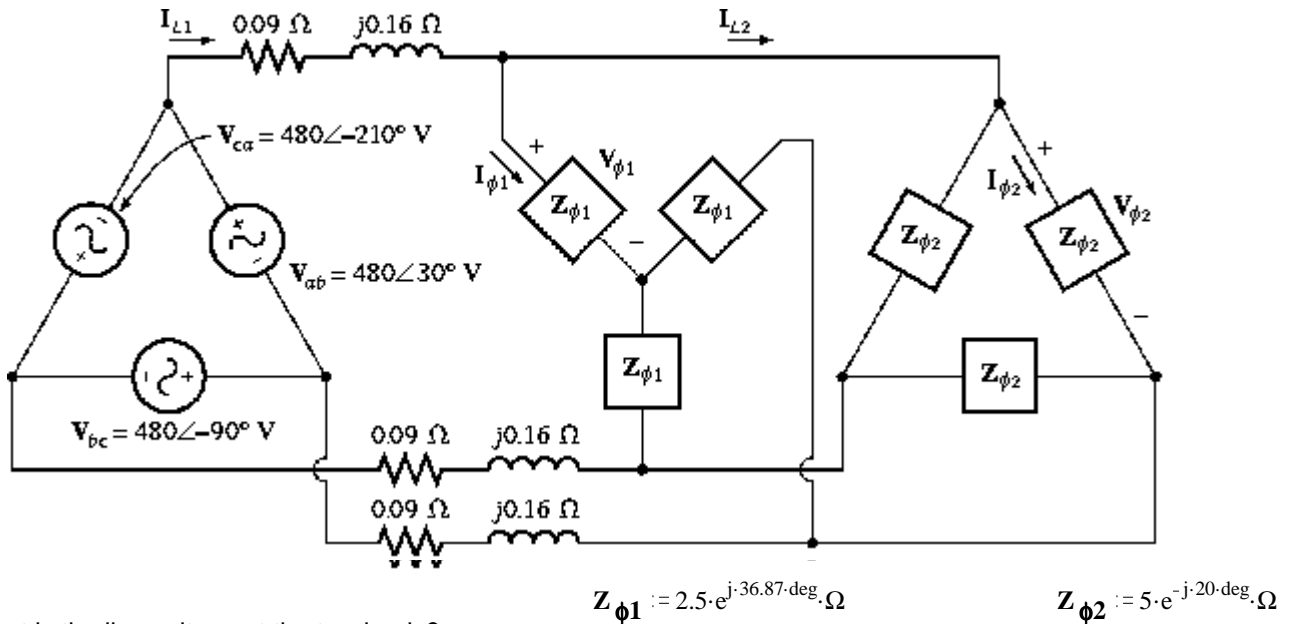 I_L1 0.09 Ω j0.16 Ω I_L2
V_ca = 480∠−210° V
+ V_ϕ1 +
I_ϕ1 Z_ϕ1 Z_ϕ1 I_ϕ2 V_ϕ2
− Z_ϕ2 Z_ϕ2
V_ab = 480∠30° V
−
Z_ϕ1 Z_ϕ2
V_bc = 480∠−90° V
0.09 Ω j0.16 Ω
0.09 Ω j0.16 Ω
Z_ϕ1 := 2.5·e^(j·36.87·deg)·Ω Z_ϕ2 := 5·e^(−j·20·deg)·Ω